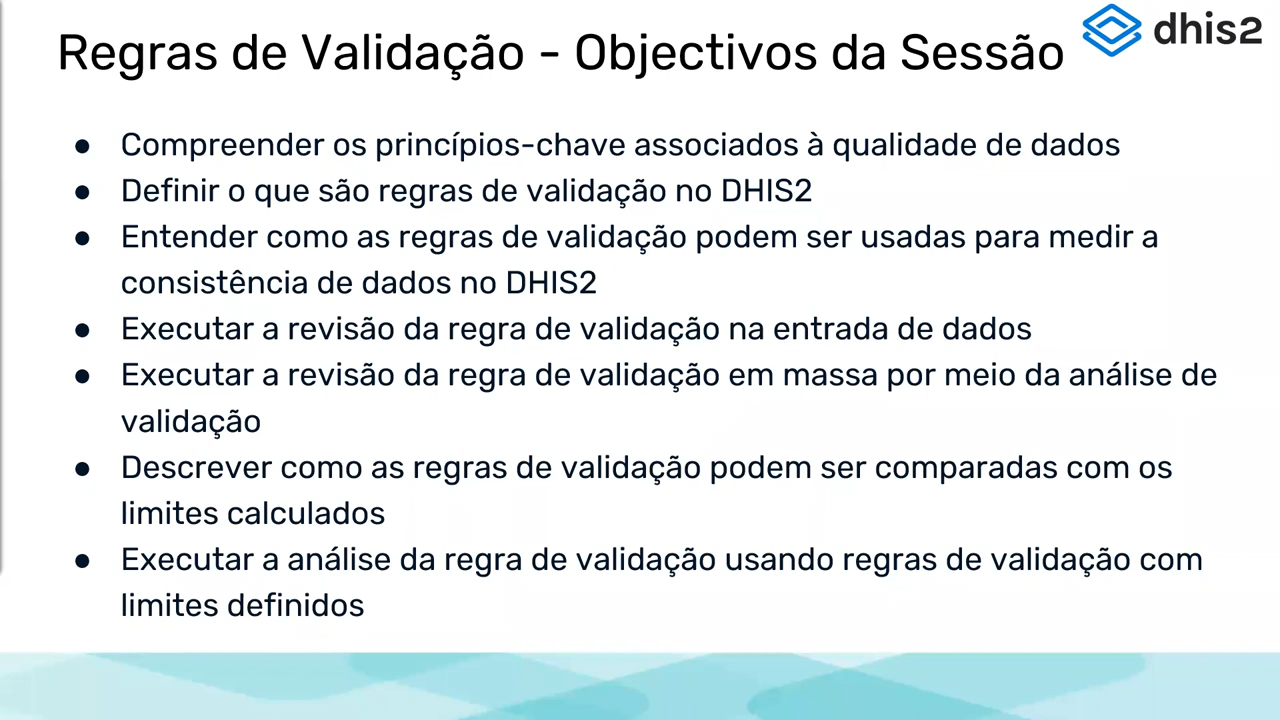 dhis2
Regras de Validação - Objectivos da Sessão
● Compreender os princípios-chave associados à qualidade de dados
● Definir o que são regras de validação no DHIS2
● Entender como as regras de validação podem ser usadas para medir a
consistência de dados no DHIS2
● Executar a revisão da regra de validação na entrada de dados
● Executar a revisão da regra de validação em massa por meio da análise de
validação
● Descrever como as regras de validação podem ser comparadas com os
limites calculados
● Executar a análise da regra de validação usando regras de validação com
limites definidos